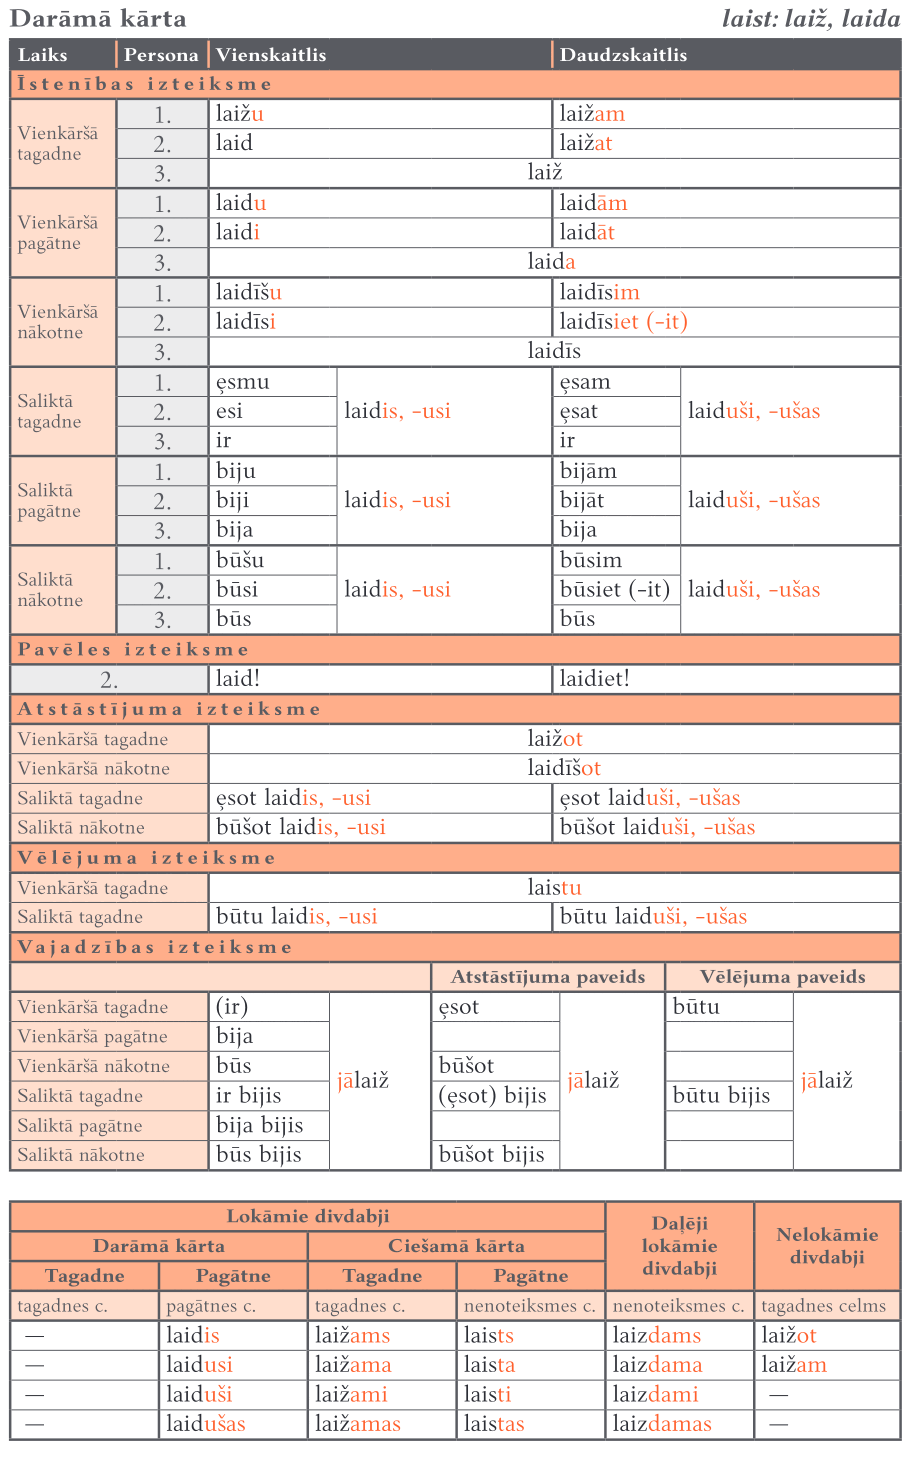 Darāmā kārta laist: laiž, laida
Laiks Persona Vienskaitlis Daudzskaitlis
Īstenības izteiksme
Vienkāršā tagadne
1. laižu laižam
2. laid laižat
3. laiž
Vienkāršā pagātne
1. laidu laidām
2. laidi laidāt
3. laida
Vienkāršā nākotne
1. laidīšu laidīsim
2. laidīsi laidīsiet (-it)
3. laidīs
Saliktā tagadne
1. ȩsmu ȩsam
2. esi laidis, -usi ȩsat laiduši, -ušas
3. ir ir
Saliktā pagātne
1. biju bijām
2. biji laidis, -usi bijāt laiduši, -ušas
3. bija bija
Saliktā nākotne
1. būšu būsim
2. būsi laidis, -usi būsiet (-it) laiduši, -ušas
3. būs būs
Pavēles izteiksme
2. laid! laidiet!
Atstāstījuma izteiksme
Vienkāršā tagadne laižot
Vienkāršā nākotne laidīšot
Saliktā tagadne ȩsot laidis, -usi ȩsot laiduši, -ušas
Saliktā nākotne būšot laidis, -usi būšot laiduši, -ušas
Vēlējuma izteiksme
Vienkāršā tagadne laistu
Saliktā tagadne būtu laidis, -usi būtu laiduši, -ušas
Vajadzības izteiksme
Atstāstījuma paveids Vēlējuma paveids
Vienkāršā tagadne (ir) ȩsot būtu
Vienkāršā pagātne bija
Vienkāršā nākotne būs būšot
jālaiž jālaiž jālaiž
Saliktā tagadne ir bijis (ȩsot) bijis būtu bijis
Saliktā pagātne bija bijis
Saliktā nākotne būs bijis būšot bijis
Lokāmie divdabji Daļēji lokāmie divdabji Nelokāmie divdabji
Darāmā kārta Ciešamā kārta
Tagadne Pagātne Tagadne Pagātne
tagadnes c. pagātnes c. tagadnes c. nenoteiksmes c. nenoteiksmes c. tagadnes celms
— laidis laižams laists laizdams laižot
— laidusi laižama laista laizdama laižam
— laiduši laižami laisti laizdami —
— laidušas laižamas laistas laizdamas —